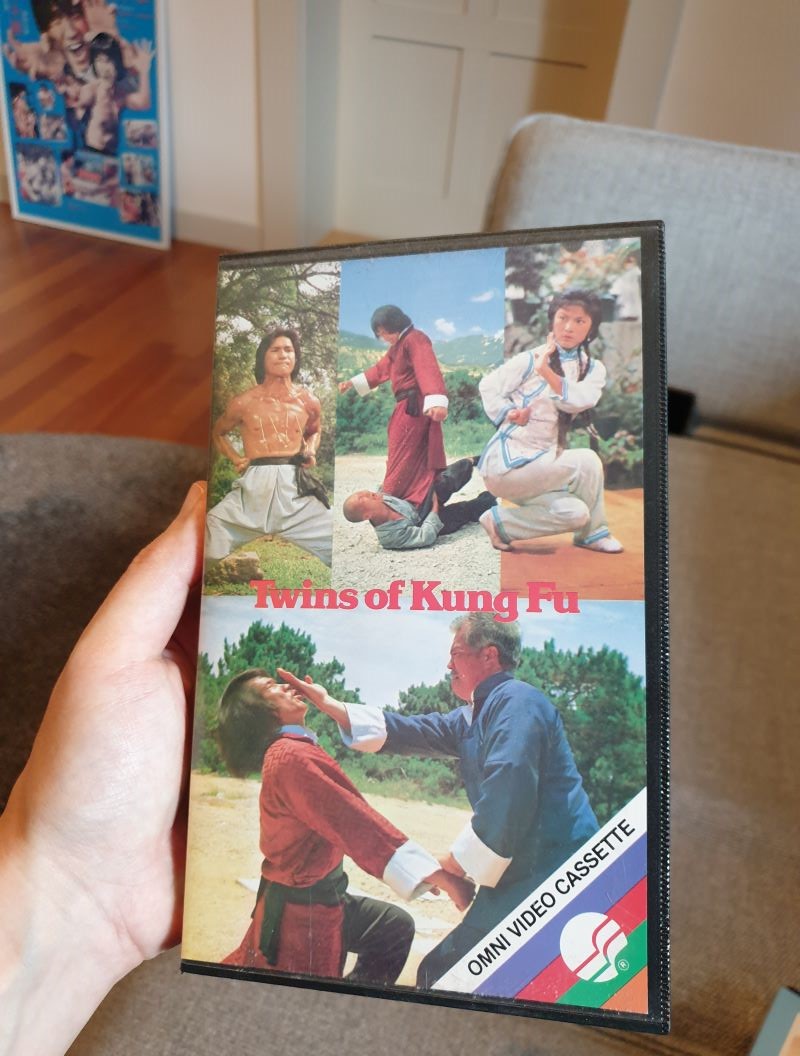 Twins of Kung Fu
OMNI VIDEO CASSETTE
®